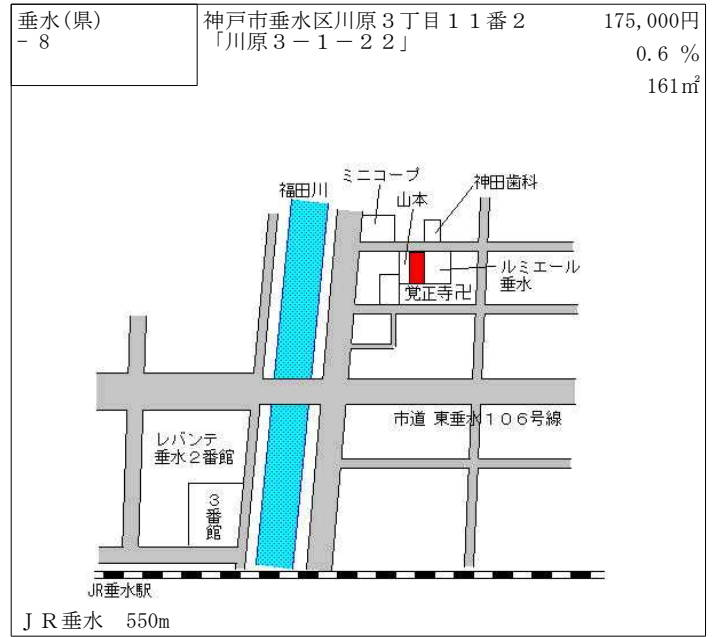 垂水(県)
－８
神戸市垂水区川原３丁目１１番２
「川原３－１－２２」
175,000円
0.6 %
161㎡
福田川
ミニコープ
山本
神田歯科
ルミエール
垂水
覚正寺卍
市道 東垂水１０６号線
レバンテ
垂水２番館
３番館
JR垂水駅
ＪＲ垂水 550m